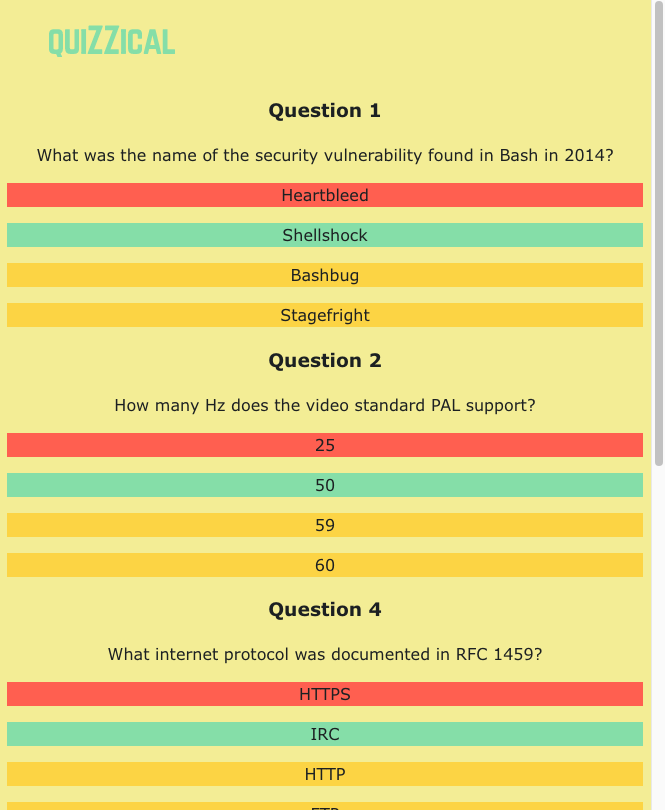 QUIZZICAL
Question 1
What was the name of the security vulnerability found in Bash in 2014?
Heartbleed
Shellshock
Bashbug
Stagefright
Question 2
How many Hz does the video standard PAL support?
25
50
59
60
Question 4
What internet protocol was documented in RFC 1459?
HTTPS
IRC
HTTP